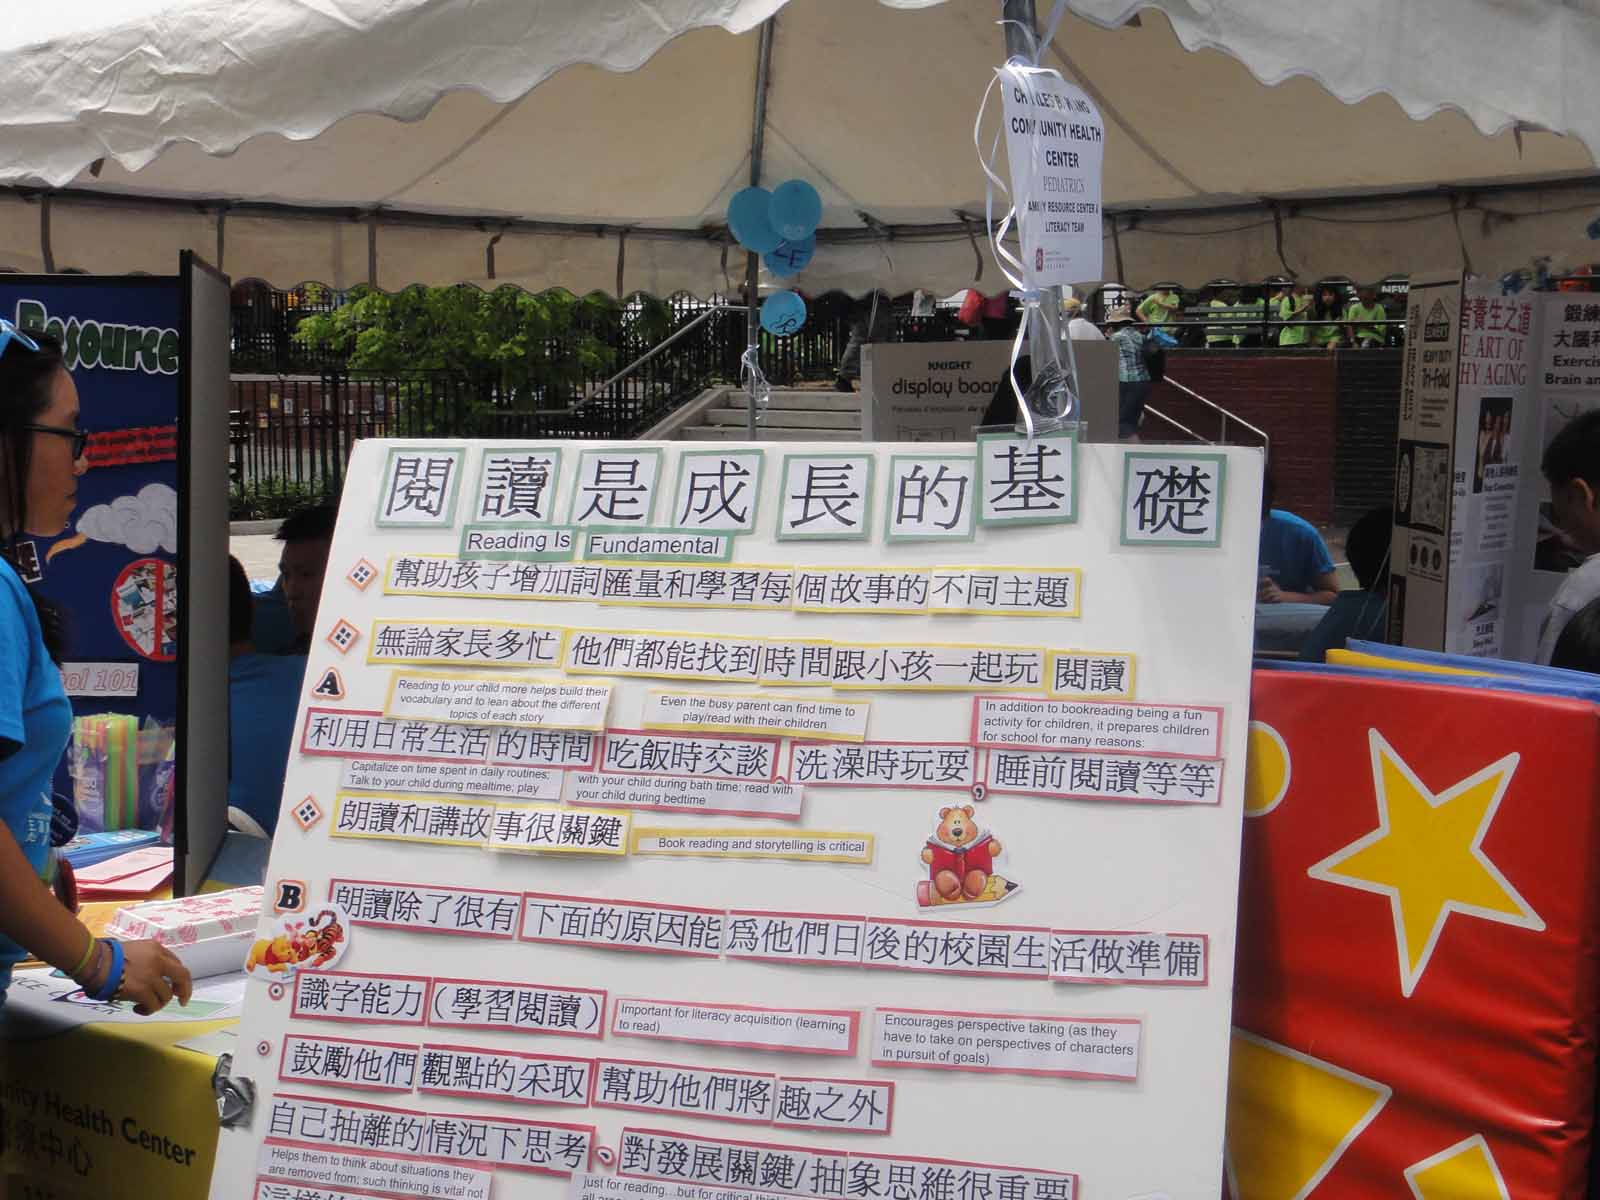 COMMUNITY HEALTH
CENTER
PEDIATRICS
FAMILY RESOURCE CENTER &
LITERACY TEAM
Resource
KNIGHT
display board
HEAVY DUTY
Tri-fold
者養生之道
E ART OF
HY AGING
鍛練
大腦和
Exercis
Brain an
NEW
閱讀是成長的基礎
Reading Is Fundamental
幫助孩子增加詞匯量和學習每個故事的不同主題
無論家長多忙他們都能找到時間跟小孩一起玩閱讀
A
Reading to your child more helps build their
vocabulary and to lean about the different
topics of each story
Even the busy parent can find time to
play/read with their children
In addition to bookreading being a fun
activity for children, it prepares children
for school for many reasons:
利用日常生活的時間吃飯時交談、洗澡時玩耍，睡前閱讀等等
Capitalize on time spent in daily routines;
Talk to your child during mealtime; play
with your child during bath time; read with
your child during bedtime
朗讀和講故事很關鍵
Book reading and storytelling is critical
B
朗讀除了很有下面的原因能爲他們日後的校園生活做準備
識字能力(學習閱讀)
Important for literacy acquisition (learning
to read)
Encourages perspective taking (as they
have to take on perspectives of characters
in pursuit of goals)
鼓勵他們觀點的采取幫助他們將趣之外
自己抽離的情況下思考、對發展關鍵/抽象思維很重要
Helps them to think about situations they
are removed from; such thinking is vital not
just for reading...but for critical
ol 101
nity Health Center
中心